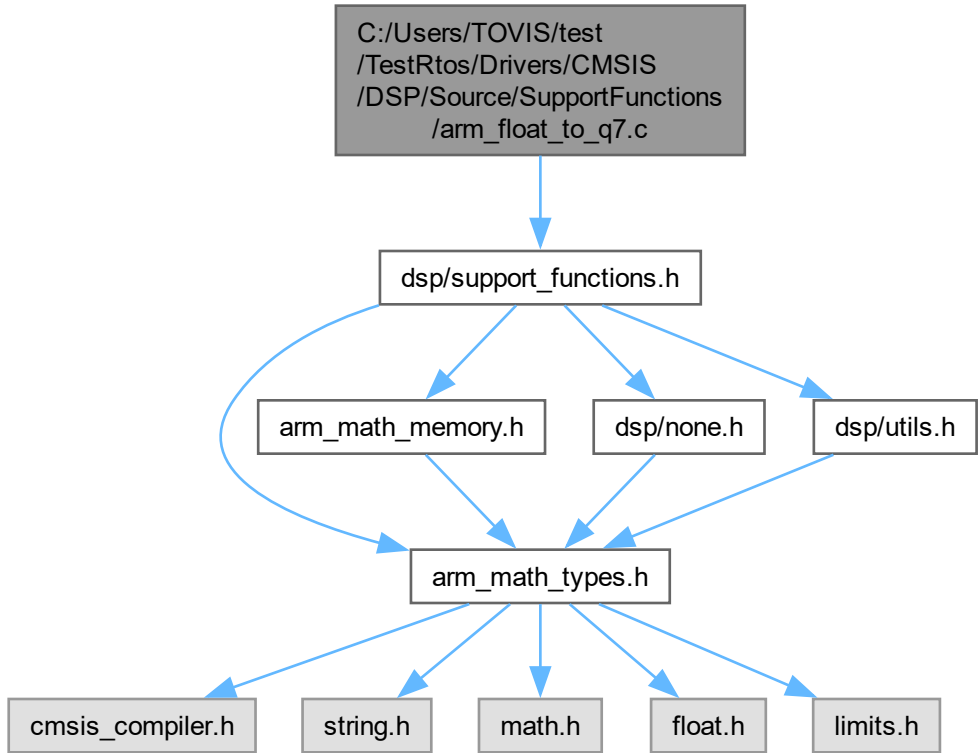 C:/Users/TOVIS/test
/TestRtos/Drivers/CMSIS
/DSP/Source/SupportFunctions
/arm_float_to_q7.c
dsp/support_functions.h
arm_math_memory.h
dsp/none.h
dsp/utils.h
arm_math_types.h
cmsis_compiler.h
string.h
math.h
float.h
limits.h